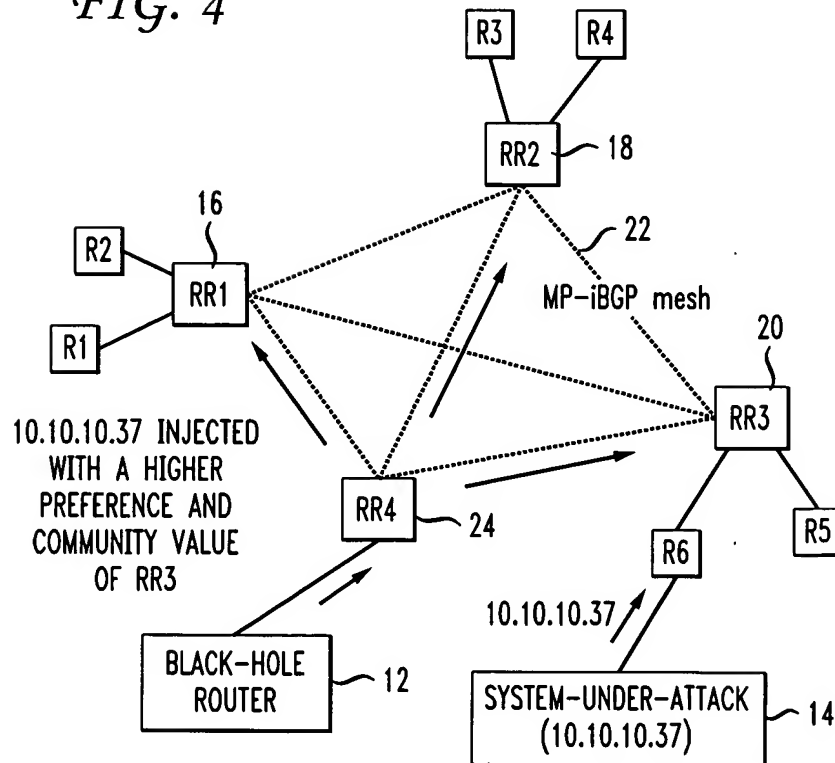 FIG. 4
R3
R4
RR2
18
16
R2
RR1
R1
22
MP-iBGP mesh
20
RR3
10.10.10.37 INJECTED
WITH A HIGHER
PREFERENCE AND
COMMUNITY VALUE
OF RR3
RR4
24
R6
R5
10.10.10.37
BLACK-HOLE
ROUTER
12
SYSTEM-UNDER-ATTACK
(10.10.10.37)
14